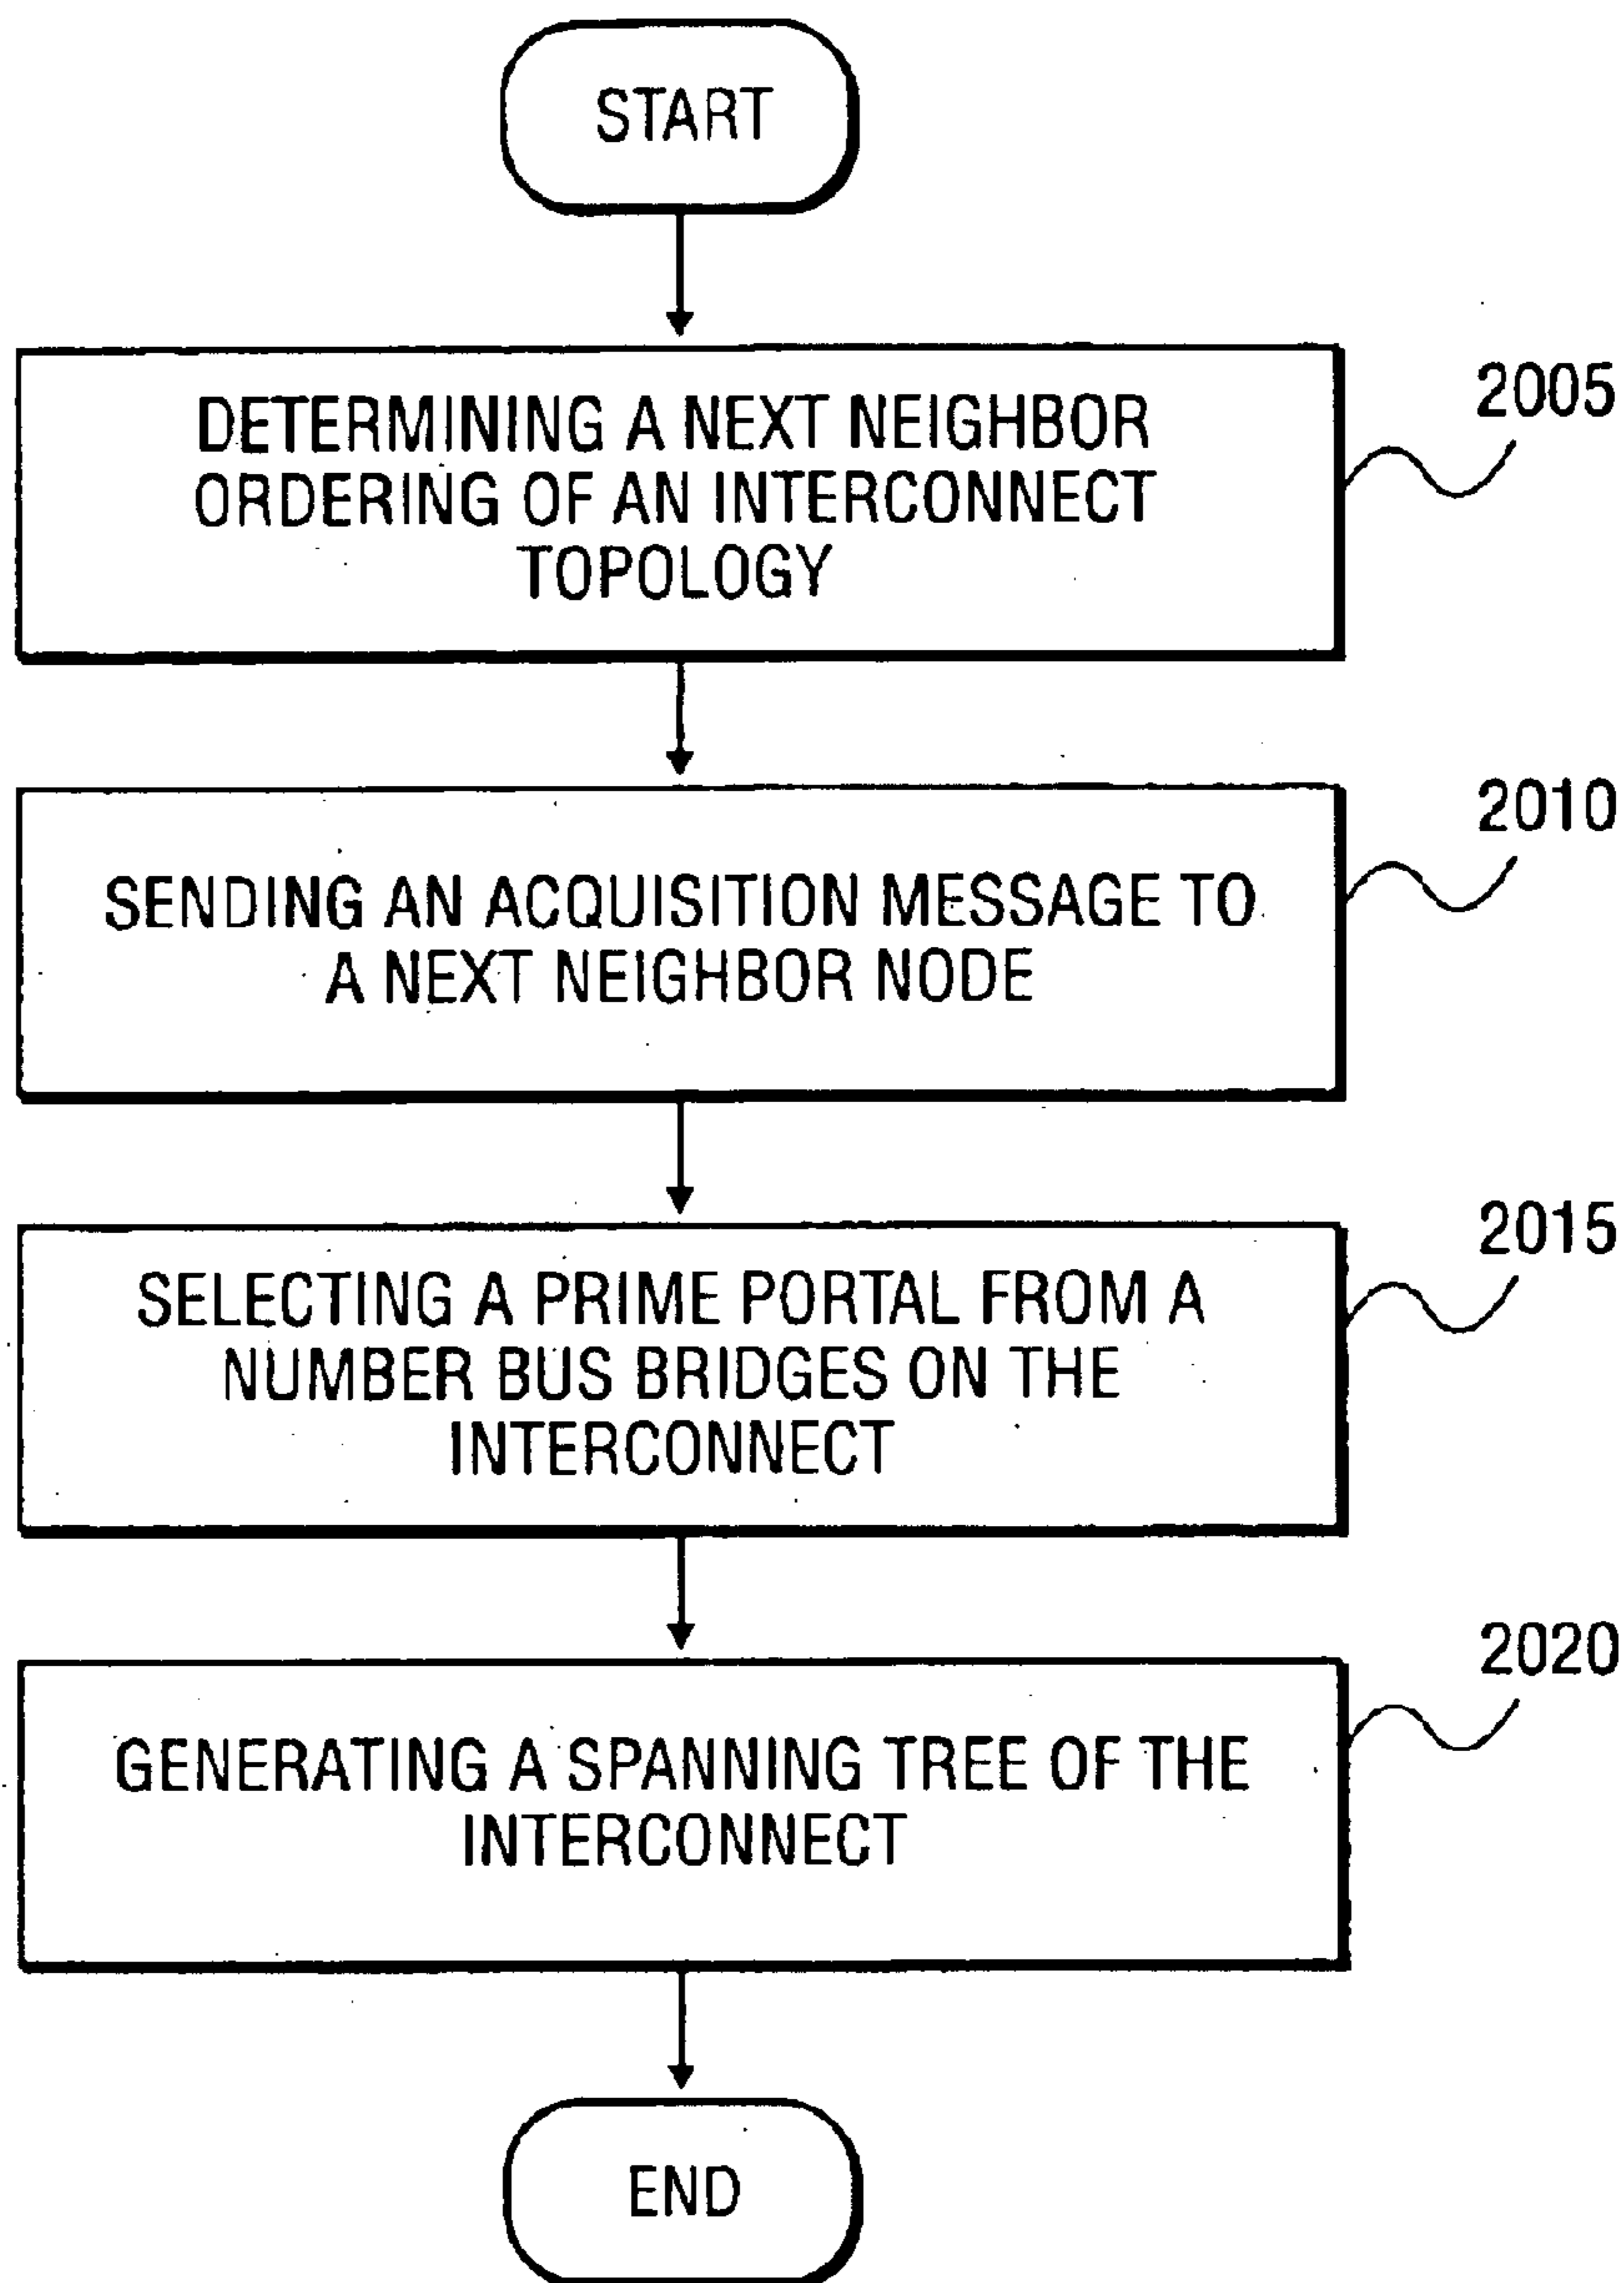 START
DETERMINING A NEXT NEIGHBOR
ORDERING OF AN INTERCONNECT
TOPOLOGY
2005
SENDING AN ACQUISITION MESSAGE TO
A NEXT NEIGHBOR NODE
2010
SELECTING A PRIME PORTAL FROM A
NUMBER BUS BRIDGES ON THE
INTERCONNECT
2015
GENERATING A SPANNING TREE OF THE
INTERCONNECT
2020
END